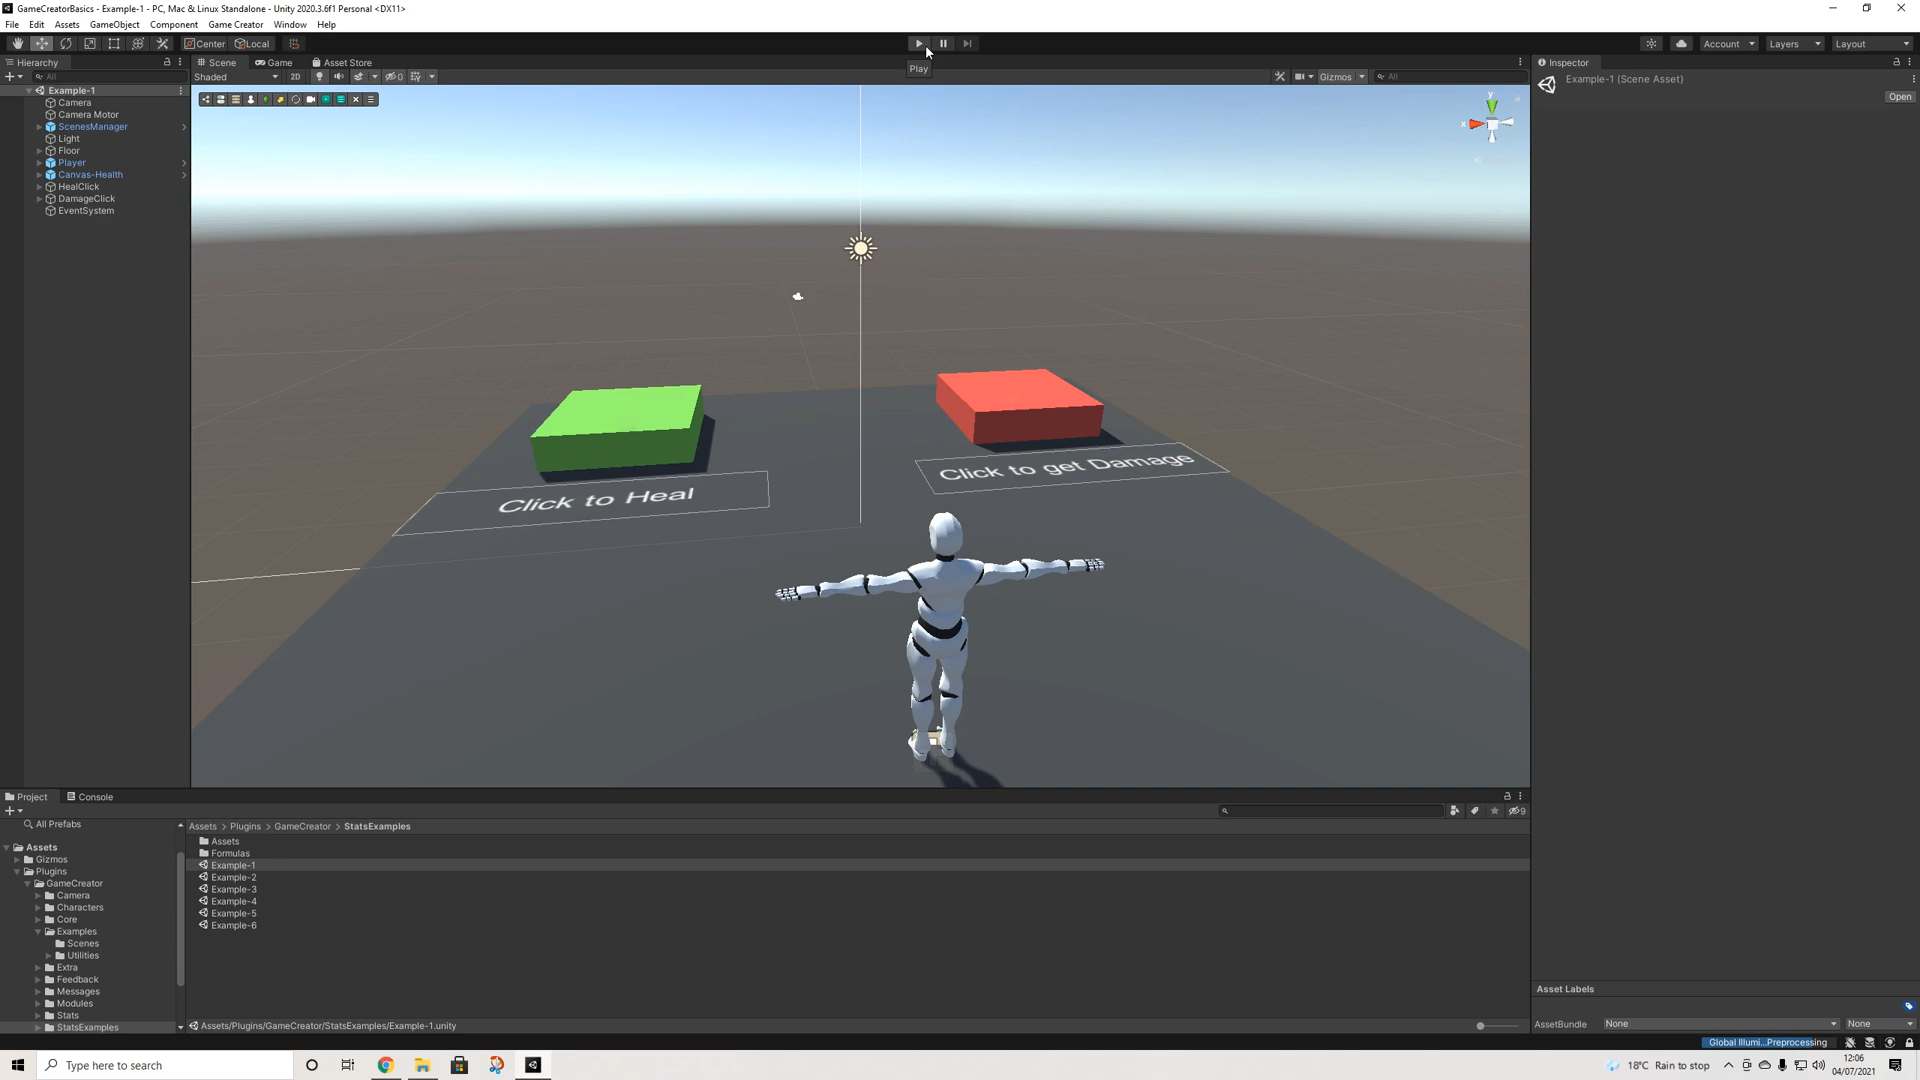 GameCreatorBasics - Example-1 - PC, Mac & Linux Standalone - Unity 2020.3.6f1 Personal <DX11>
File Edit Assets GameObject Component Game Creator Window Help
Center Local Account Layers Layout
Play
Hierarchy
All
Example-1
Camera
Camera Motor
ScenesManager
Light
Floor
Player
Canvas-Health
HealClick
DamageClick
EventSystem
Scene Game Asset Store
Shaded 2D 0 Gizmos All
y
x
Click to Heal
Click to get Damage
Inspector
Example-1 (Scene Asset)
Open
Project Console
9
All Prefabs
Assets
Gizmos
Plugins
GameCreator
Camera
Characters
Core
Examples
Scenes
Utilities
Extra
Feedback
Messages
Modules
Stats
StatsExamples
Assets > Plugins > GameCreator > StatsExamples
Assets
Formulas
Example-1
Example-2
Example-3
Example-4
Example-5
Example-6
Assets/Plugins/GameCreator/StatsExamples/Example-1.unity
Asset Labels
AssetBundle None None
Global Illumi...Preprocessing
Type here to search
18°C Rain to stop
12:06
04/07/2021